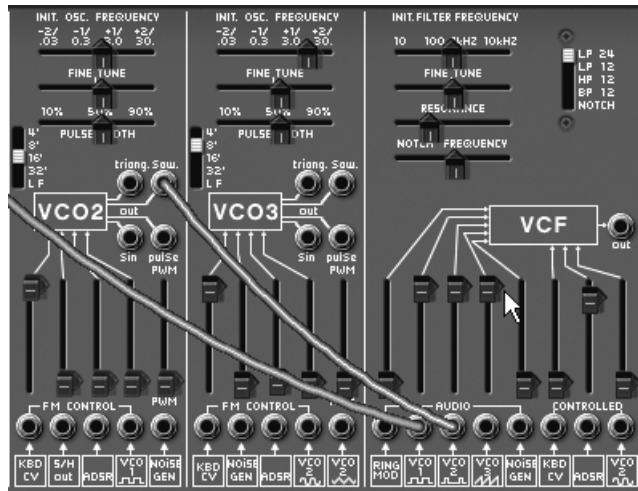 INIT. OSC. FREQUENCY
-2/ -1/ +1/ +2/
.03 0.3 3.0 30.
FINE TUNE
10% 50% 90%
PULSE WIDTH
4'
8'
16'
32'
L F
triang. Saw.
VCO2
out
Sin pulse
PWM
PWM
FM CONTROL
KBD CV
S/H out
ADSR
VCO 1
NOiSE GEN
INIT. OSC. FREQUENCY
-2/ -1/ +1/ +2/
.03 0.3 3.0 30.
FINE TUNE
10% 50% 90%
PULSE WIDTH
4'
8'
16'
32'
L F
triang. Saw.
VCO3
out
Sin pulse
PWM
FM CONTROL
KBD CV
NOiSE GEN
ADSR
VCO 2
VCO 2
INIT. FILTER FREQUENCY
10 100 1kHZ 10kHZ
FINE TUNE
RESONANCE
NOTCH FREQUENCY
LP 24
LP 12
HP 12
BP 12
NOTCH
VCF
out
AUDIO
CONTROLLED
RING MOD
VCO
VCO
VCO
NOiSE GEN
KBD CV
ADSR
VCO 2